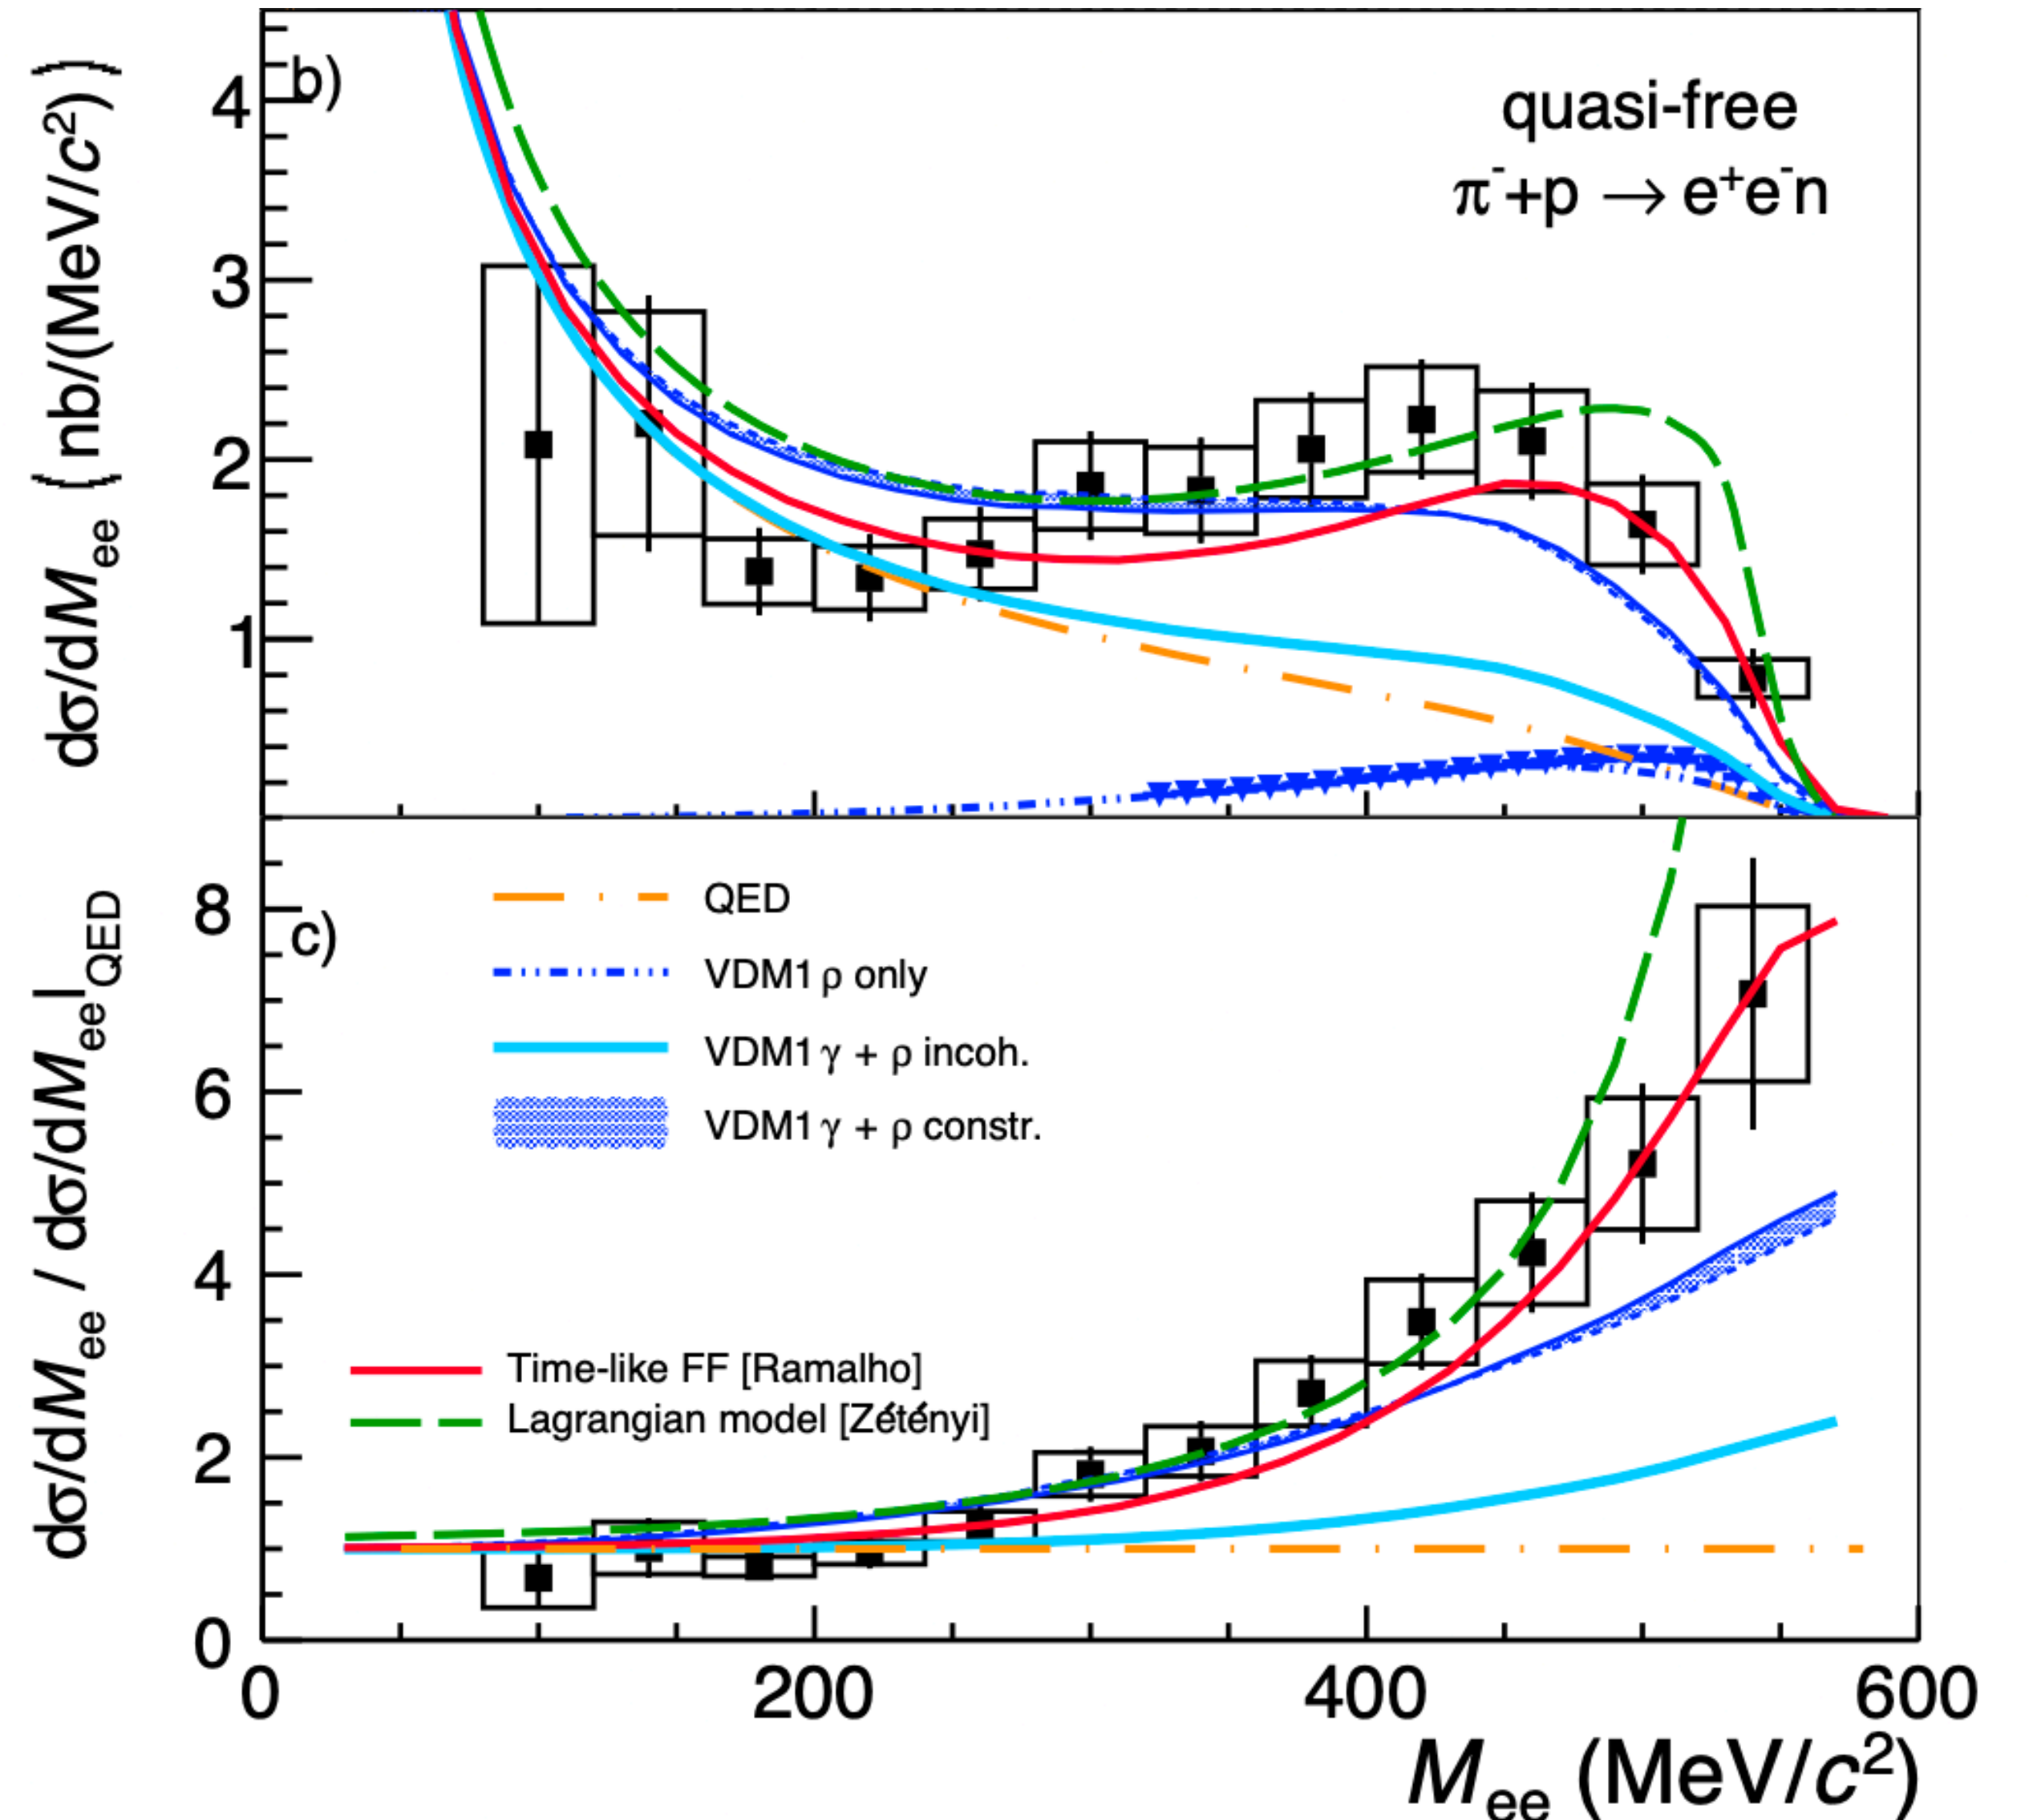 b)
quasi-free
π⁻+p → e⁺e⁻n
dσ/dM_ee ( nb/(MeV/c²) )
4
3
2
1
c)
QED
VDM1 ρ only
VDM1 γ + ρ incoh.
VDM1 γ + ρ constr.
Time-like FF [Ramalho]
Lagrangian model [Zétényi]
dσ/dM_ee / dσ/dM_ee|_QED
8
6
4
2
0
0 200 400 600
M_ee (MeV/c²)